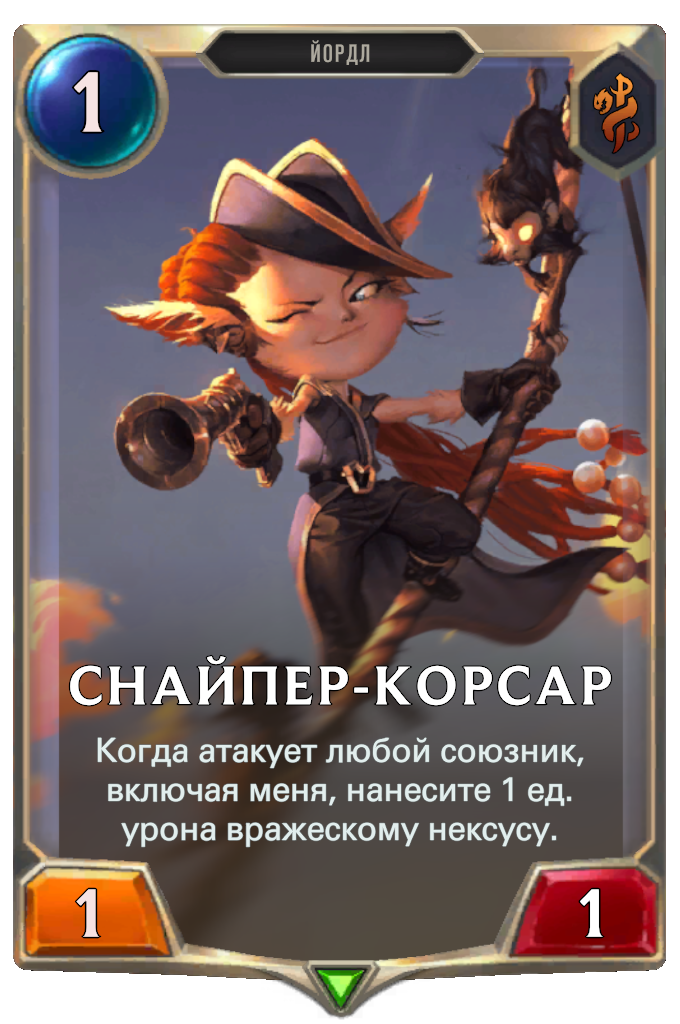 1
ЙОРДЛ
СНАЙПЕР-КОРСАР
Когда атакует любой союзник,
включая меня, нанесите 1 ед.
урона вражескому нексусу.
1
1